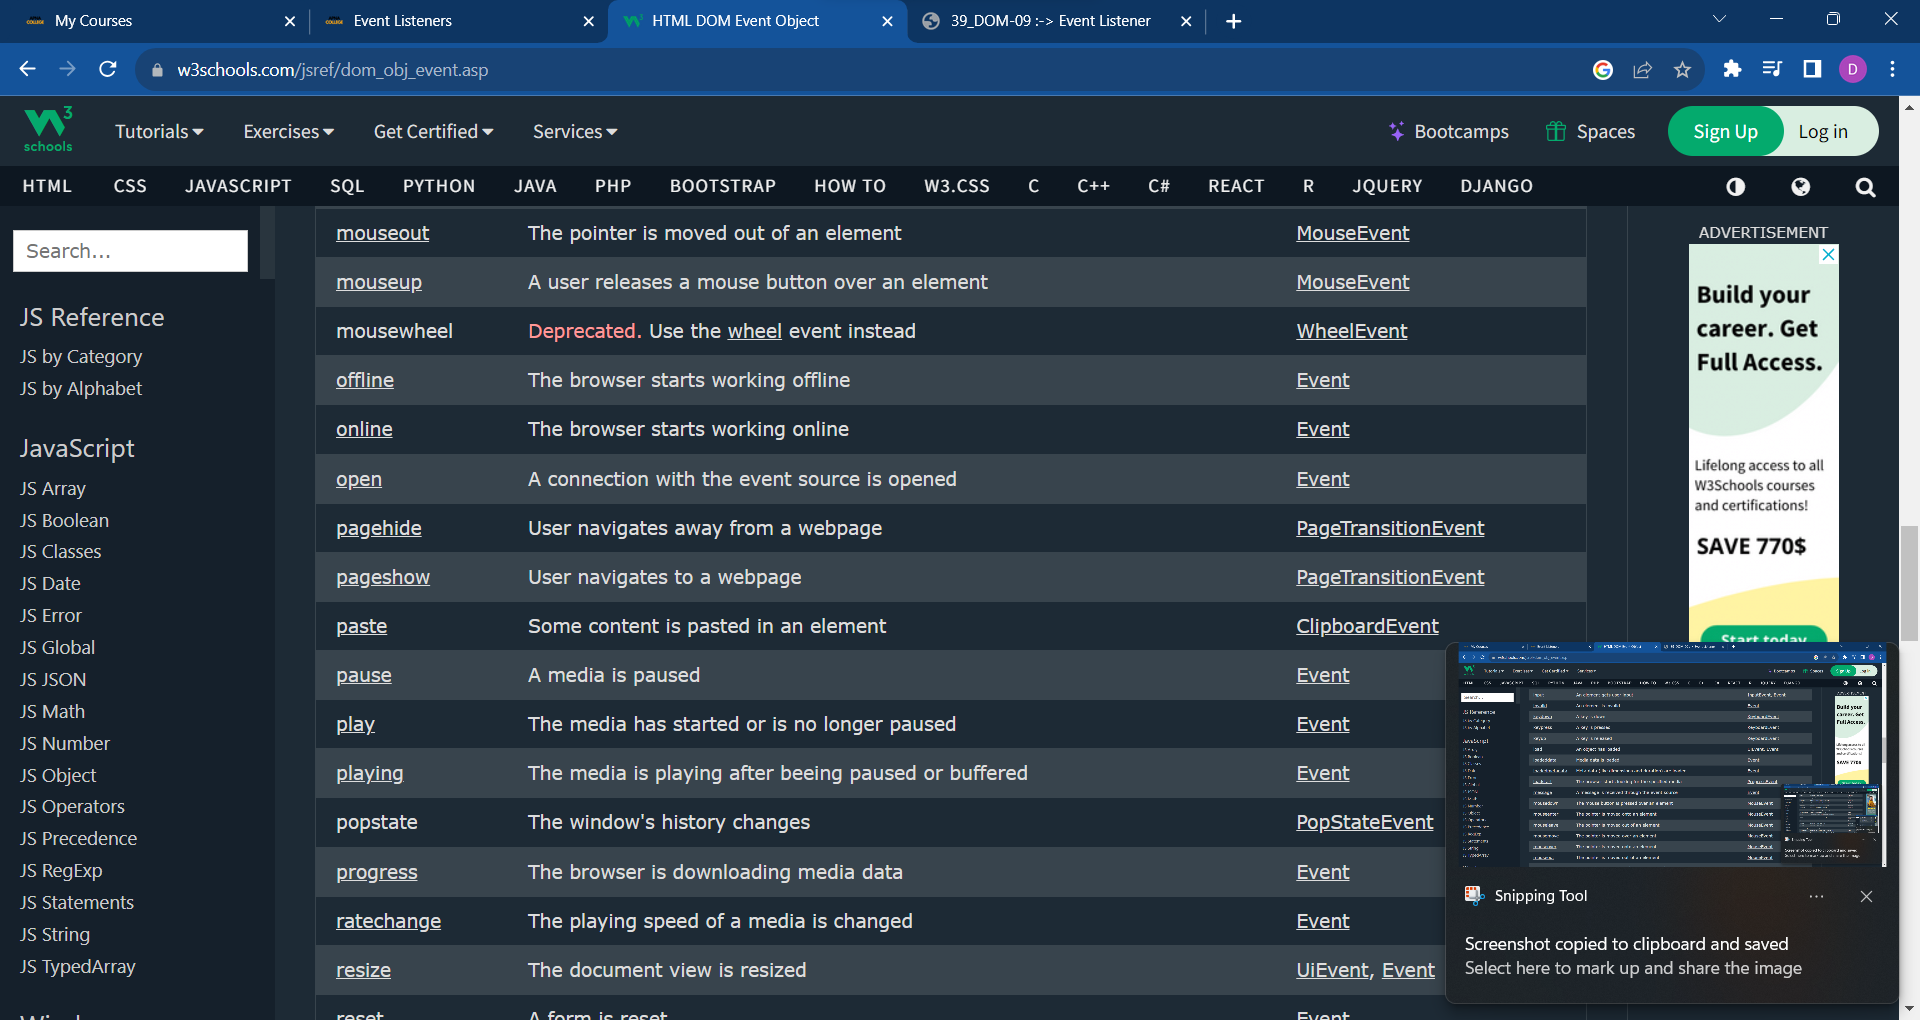 My Courses
Event Listeners
HTML DOM Event Object
39_DOM-09 :-> Event Listener
w3schools.com/jsref/dom_obj_event.asp
D
3
schools
Tutorials
Exercises
Get Certified
Services
Bootcamps
Spaces
Sign Up
Log in
HTML CSS JAVASCRIPT SQL PYTHON JAVA PHP BOOTSTRAP HOW TO W3.CSS C C++ C# REACT R JQUERY DJANGO
Search...
JS Reference
JS by Category
JS by Alphabet
JavaScript
JS Array
JS Boolean
JS Classes
JS Date
JS Error
JS Global
JS JSON
JS Math
JS Number
JS Object
JS Operators
JS Precedence
JS RegExp
JS Statements
JS String
JS TypedArray
mouseout The pointer is moved out of an element MouseEvent
mouseup A user releases a mouse button over an element MouseEvent
mousewheel Deprecated. Use the wheel event instead WheelEvent
offline The browser starts working offline Event
online The browser starts working online Event
open A connection with the event source is opened Event
pagehide User navigates away from a webpage PageTransitionEvent
pageshow User navigates to a webpage PageTransitionEvent
paste Some content is pasted in an element ClipboardEvent
pause A media is paused Event
play The media has started or is no longer paused Event
playing The media is playing after beeing paused or buffered Event
popstate The window's history changes PopStateEvent
progress The browser is downloading media data Event
ratechange The playing speed of a media is changed Event
resize The document view is resized UiEvent, Event
reset A form is reset Event
ADVERTISEMENT
Build your
career. Get
Full Access.
Lifelong access to all
W3Schools courses
and certifications!
SAVE 770$
Start today
Snipping Tool
Screenshot copied to clipboard and saved
Select here to mark up and share the image